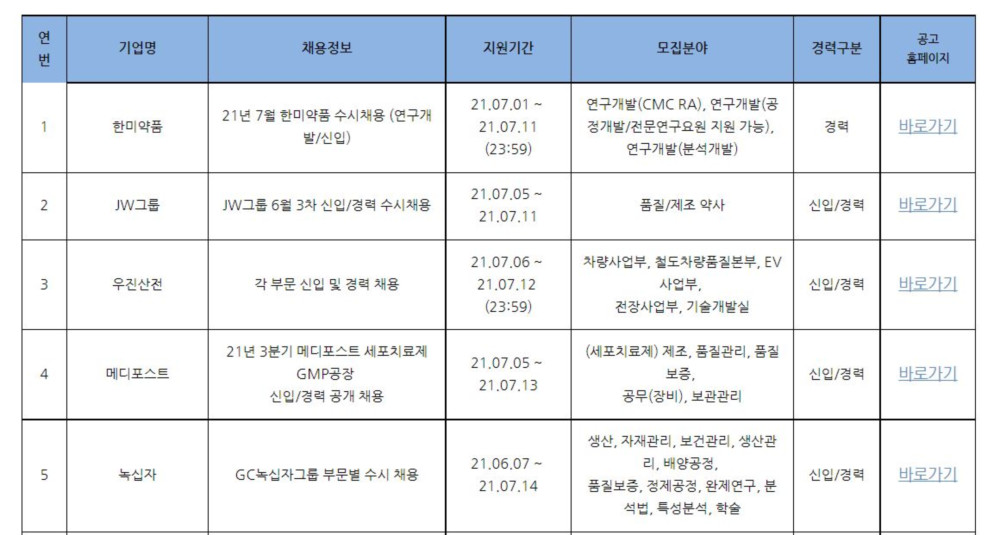 연
번
기업명
채용정보
지원기간
모집분야
경력구분
공고
홈페이지
1
한미약품
21년 7월 한미약품 수시채용 (연구개
발/신입)
21.07.01 ~
21.07.11
(23:59)
연구개발(CMC RA), 연구개발(공
정개발/전문연구요원 지원 가능),
연구개발(분석개발)
경력
바로가기
2
JW그룹
JW그룹 6월 3차 신입/경력 수시채용
21.07.05 ~
21.07.11
품질/제조 약사
신입/경력
바로가기
3
우진산전
각 부문 신입 및 경력 채용
21.07.06 ~
21.07.12
(23:59)
차량사업부, 철도차량품질본부, EV
사업부,
전장사업부, 기술개발실
신입/경력
바로가기
4
메디포스트
21년 3분기 메디포스트 세포치료제
GMP공장
신입/경력 공개 채용
21.07.05 ~
21.07.13
(세포치료제) 제조, 품질관리, 품질
보증,
공무(장비), 보관관리
신입/경력
바로가기
5
녹십자
GC녹십자그룹 부문별 수시 채용
21.06.07 ~
21.07.14
생산, 자재관리, 보건관리, 생산관
리, 배양공정,
품질보증, 정제공정, 완제연구, 분
석법, 특성분석, 학술
신입/경력
바로가기